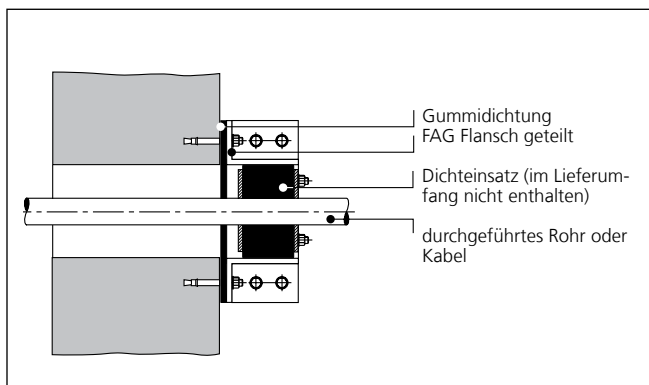 Gummidichtung
FAG Flansch geteilt
Dichteinsatz (im Lieferum-
fang nicht enthalten)
durchgeführtes Rohr oder
Kabel